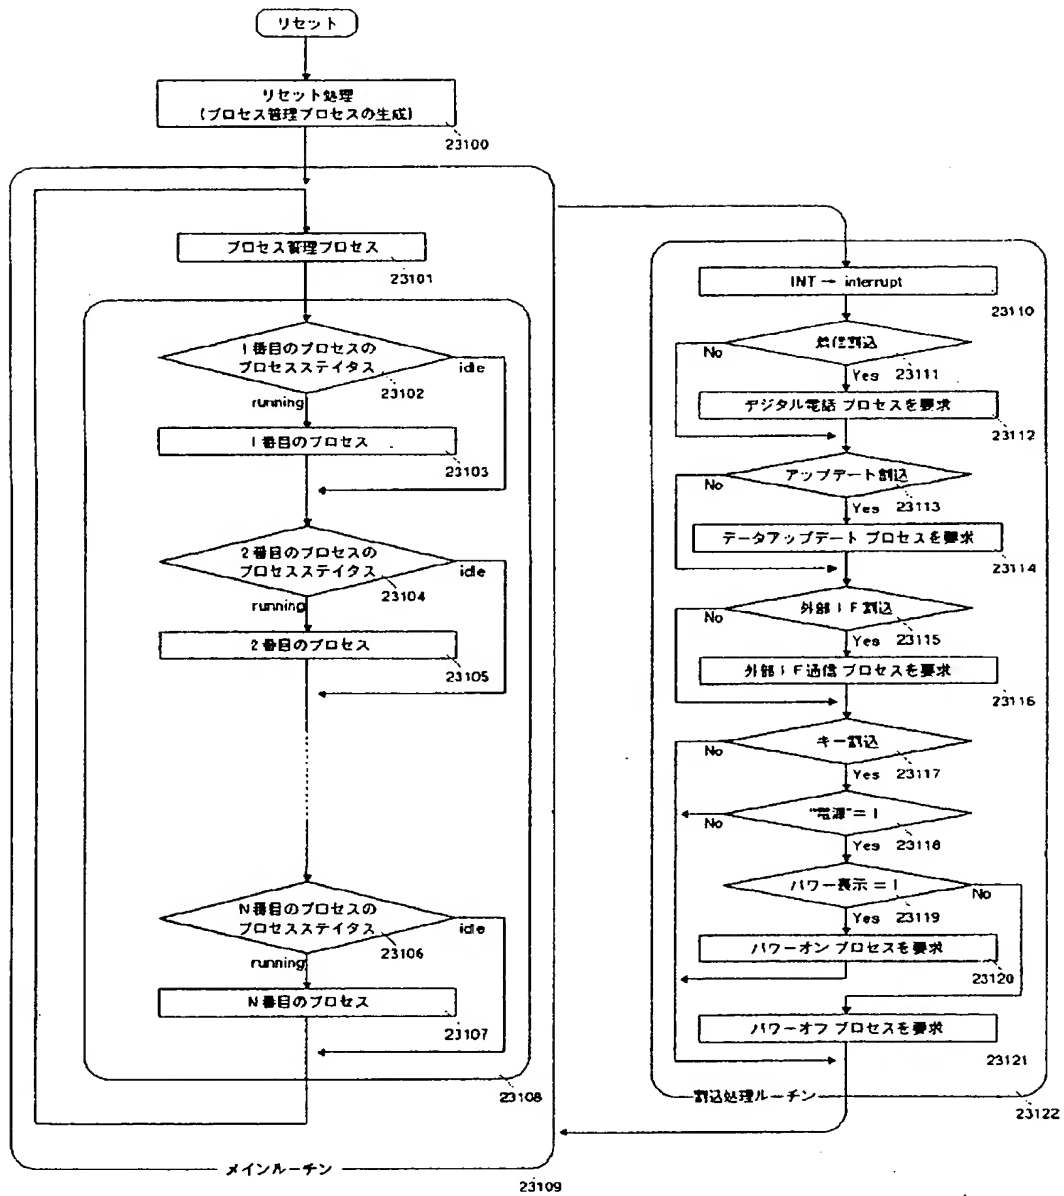 リセット
リセット処理
(プロセス管理プロセスの生成)
23100
プロセス管理プロセス
23101
1番目のプロセスの
プロセスステイタス
23102
idle
running
1番目のプロセス
23103
2番目のプロセスの
プロセスステイタス
23104
idle
running
2番目のプロセス
23105
N番目のプロセスの
プロセスステイタス
23106
idle
running
N番目のプロセス
23107
23108
メインルーチン
23109
INT → interrupt
23110
割込
23111
No
Yes
デジタル電話 プロセスを要求
23112
アップデート割込
23113
No
Yes
データアップデート プロセスを要求
23114
外部IF割込
23115
No
Yes
外部IF通信 プロセスを要求
23116
キー割込
23117
No
Yes
"電源"=1
23118
No
Yes
パワー表示=1
23119
No
Yes
パワーオン プロセスを要求
23120
パワーオフ プロセスを要求
23121
割込処理ルーチン
23122